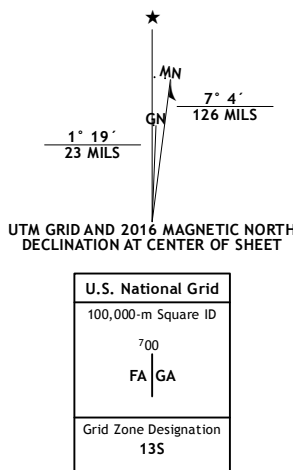 ★
MN
7° 4´
126 MILS
GN
1° 19´
23 MILS
UTM GRID AND 2016 MAGNETIC NORTH
DECLINATION AT CENTER OF SHEET
U.S. National Grid
100,000-m Square ID
⁷00
FA GA
Grid Zone Designation
13S